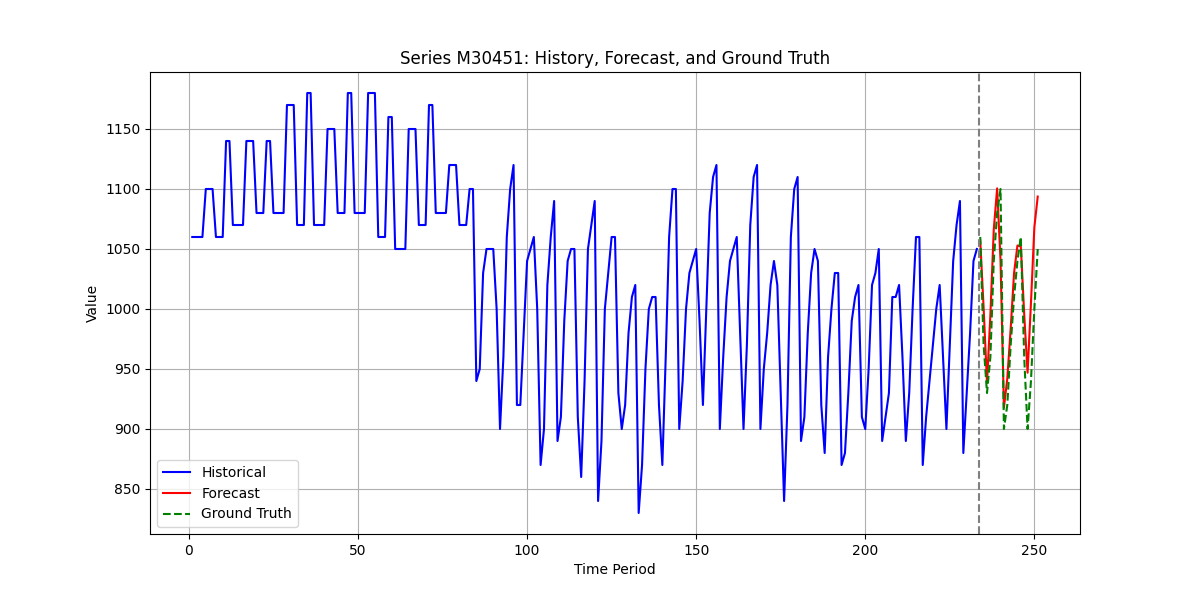 Series M30451: History, Forecast, and Ground Truth
Value
1150
1100
1050
1000
950
900
850
Historical
Forecast
Ground Truth
0 50 100 150 200 250
Time Period